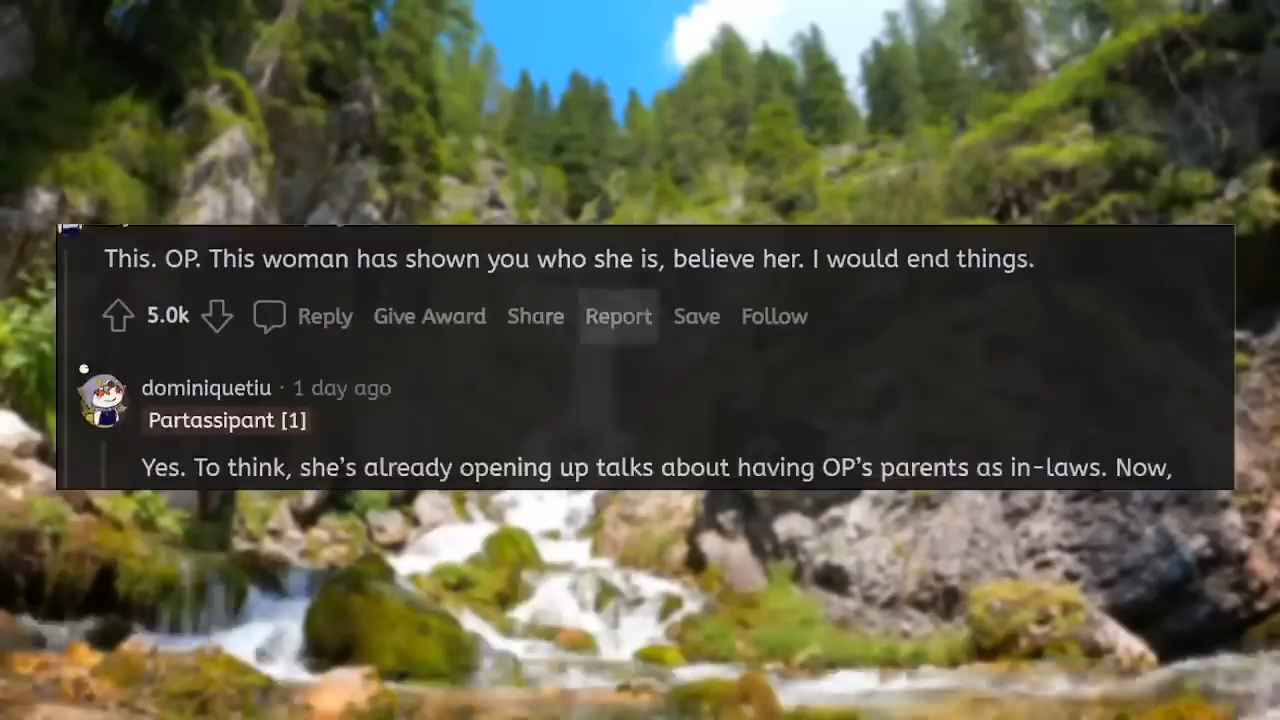 This. OP. This woman has shown you who she is, believe her. I would end things.
5.0k Reply Give Award Share Report Save Follow
dominiquetiu · 1 day ago
Partassipant [1]
Yes. To think, she's already opening up talks about having OP's parents as in-laws. Now,